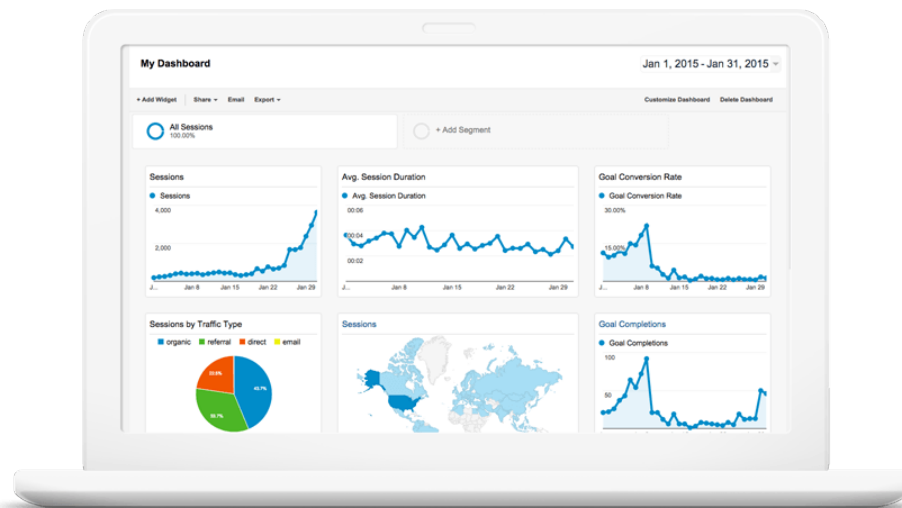 My Dashboard
Jan 1, 2015 - Jan 31, 2015
+ Add Widget Share Email Export
Customize Dashboard Delete Dashboard
All Sessions
100.00%
+ Add Segment
Sessions
Sessions
4,000
2,000
J... Jan 8 Jan 15 Jan 22 Jan 29
Avg. Session Duration
Avg. Session Duration
00:06
00:04
00:02
J... Jan 8 Jan 15 Jan 22 Jan 29
Goal Conversion Rate
Goal Conversion Rate
30.00%
15.00%
J... Jan 8 Jan 15 Jan 22 Jan 29
Sessions by Traffic Type
organic referral direct email
43.7%
Sessions
Goal Completions
Goal Completions
100
50